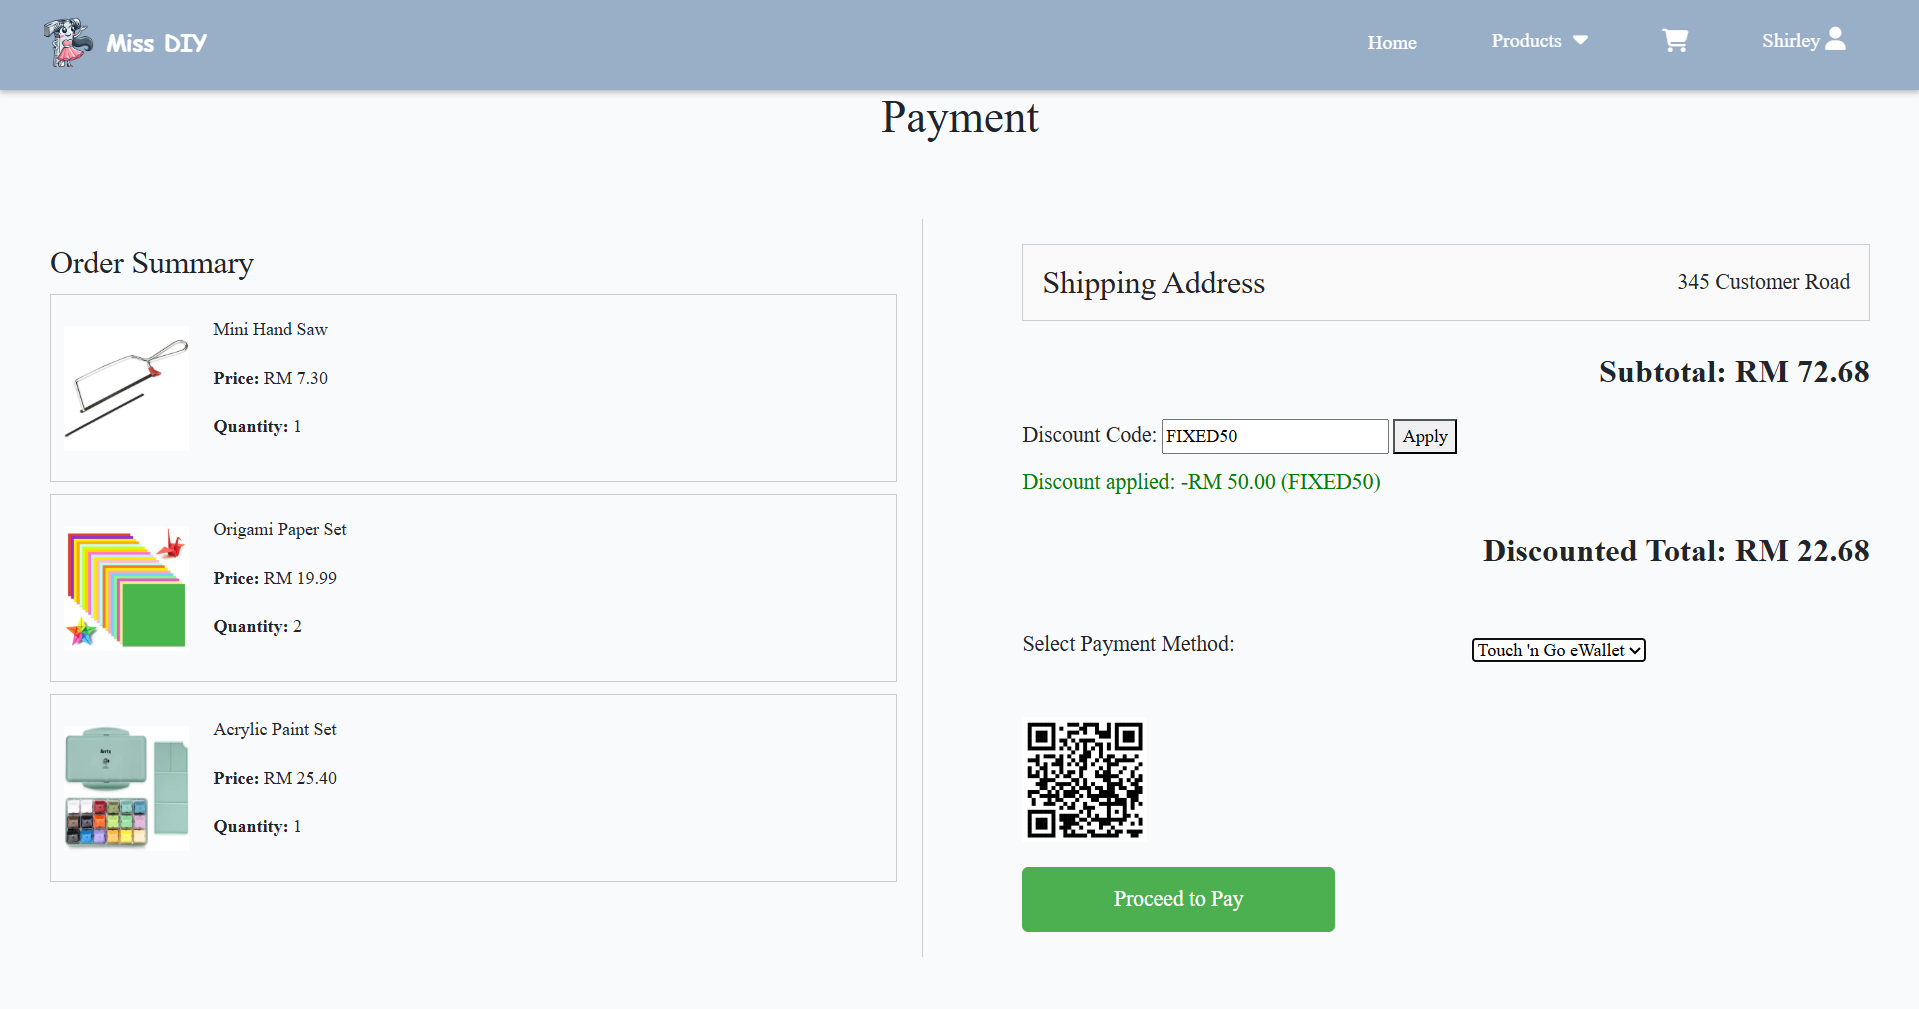 Miss DIY
Home
Products
Shirley
Payment
Order Summary
Mini Hand Saw
Price: RM 7.30
Quantity: 1
Origami Paper Set
Price: RM 19.99
Quantity: 2
Acrylic Paint Set
Price: RM 25.40
Quantity: 1
Shipping Address
345 Customer Road
Subtotal: RM 72.68
Discount Code: FIXED50 Apply
Discount applied: -RM 50.00 (FIXED50)
Discounted Total: RM 22.68
Select Payment Method:
Touch 'n Go eWallet
Proceed to Pay